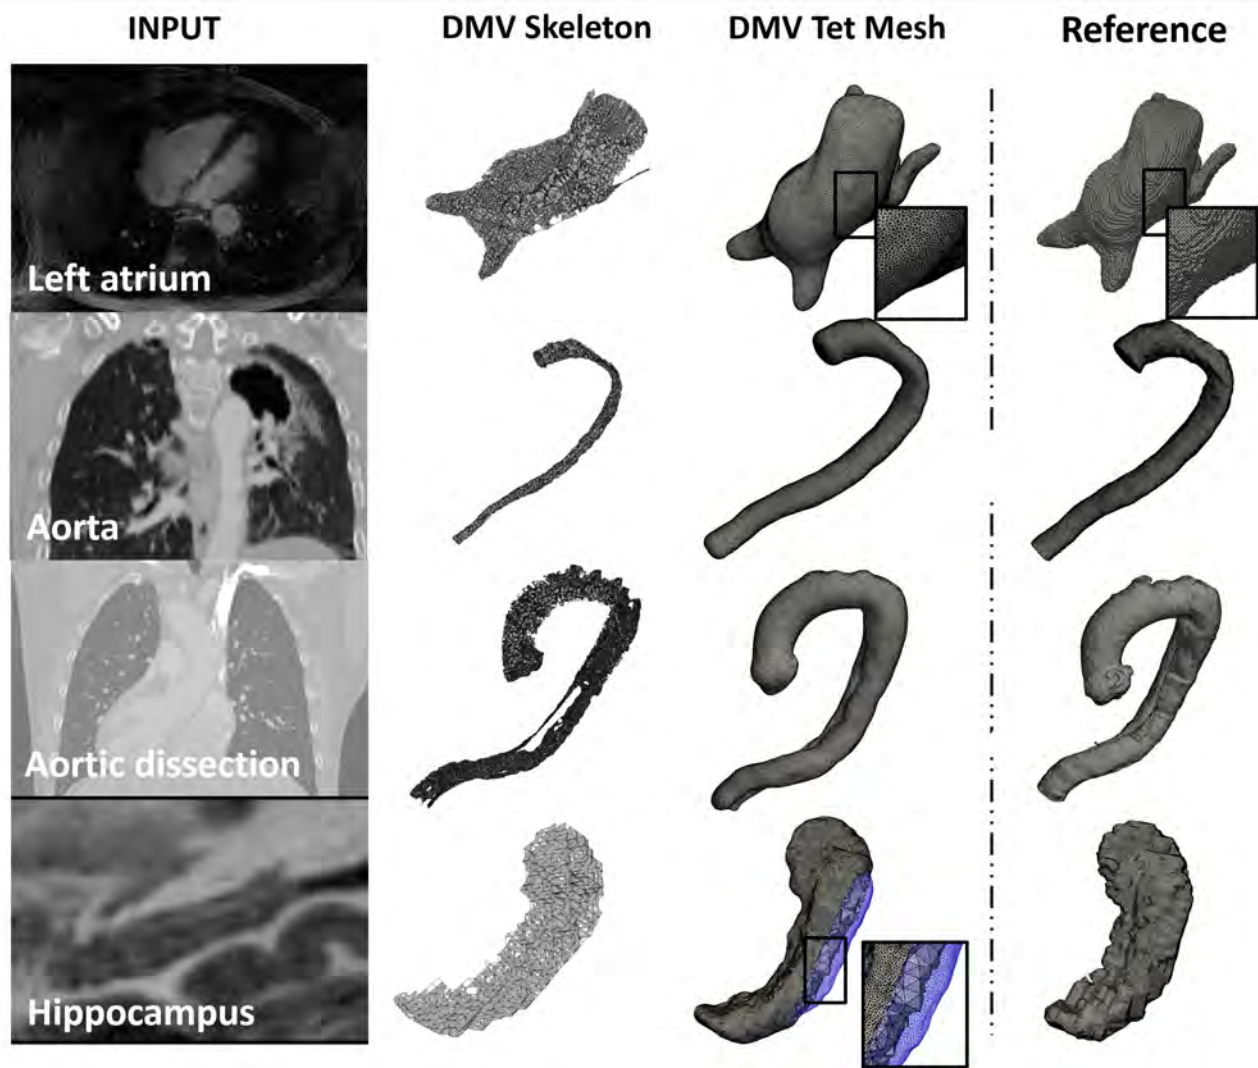 INPUT DMV Skeleton DMV Tet Mesh Reference
Left atrium
Aorta
Aortic dissection
Hippocampus